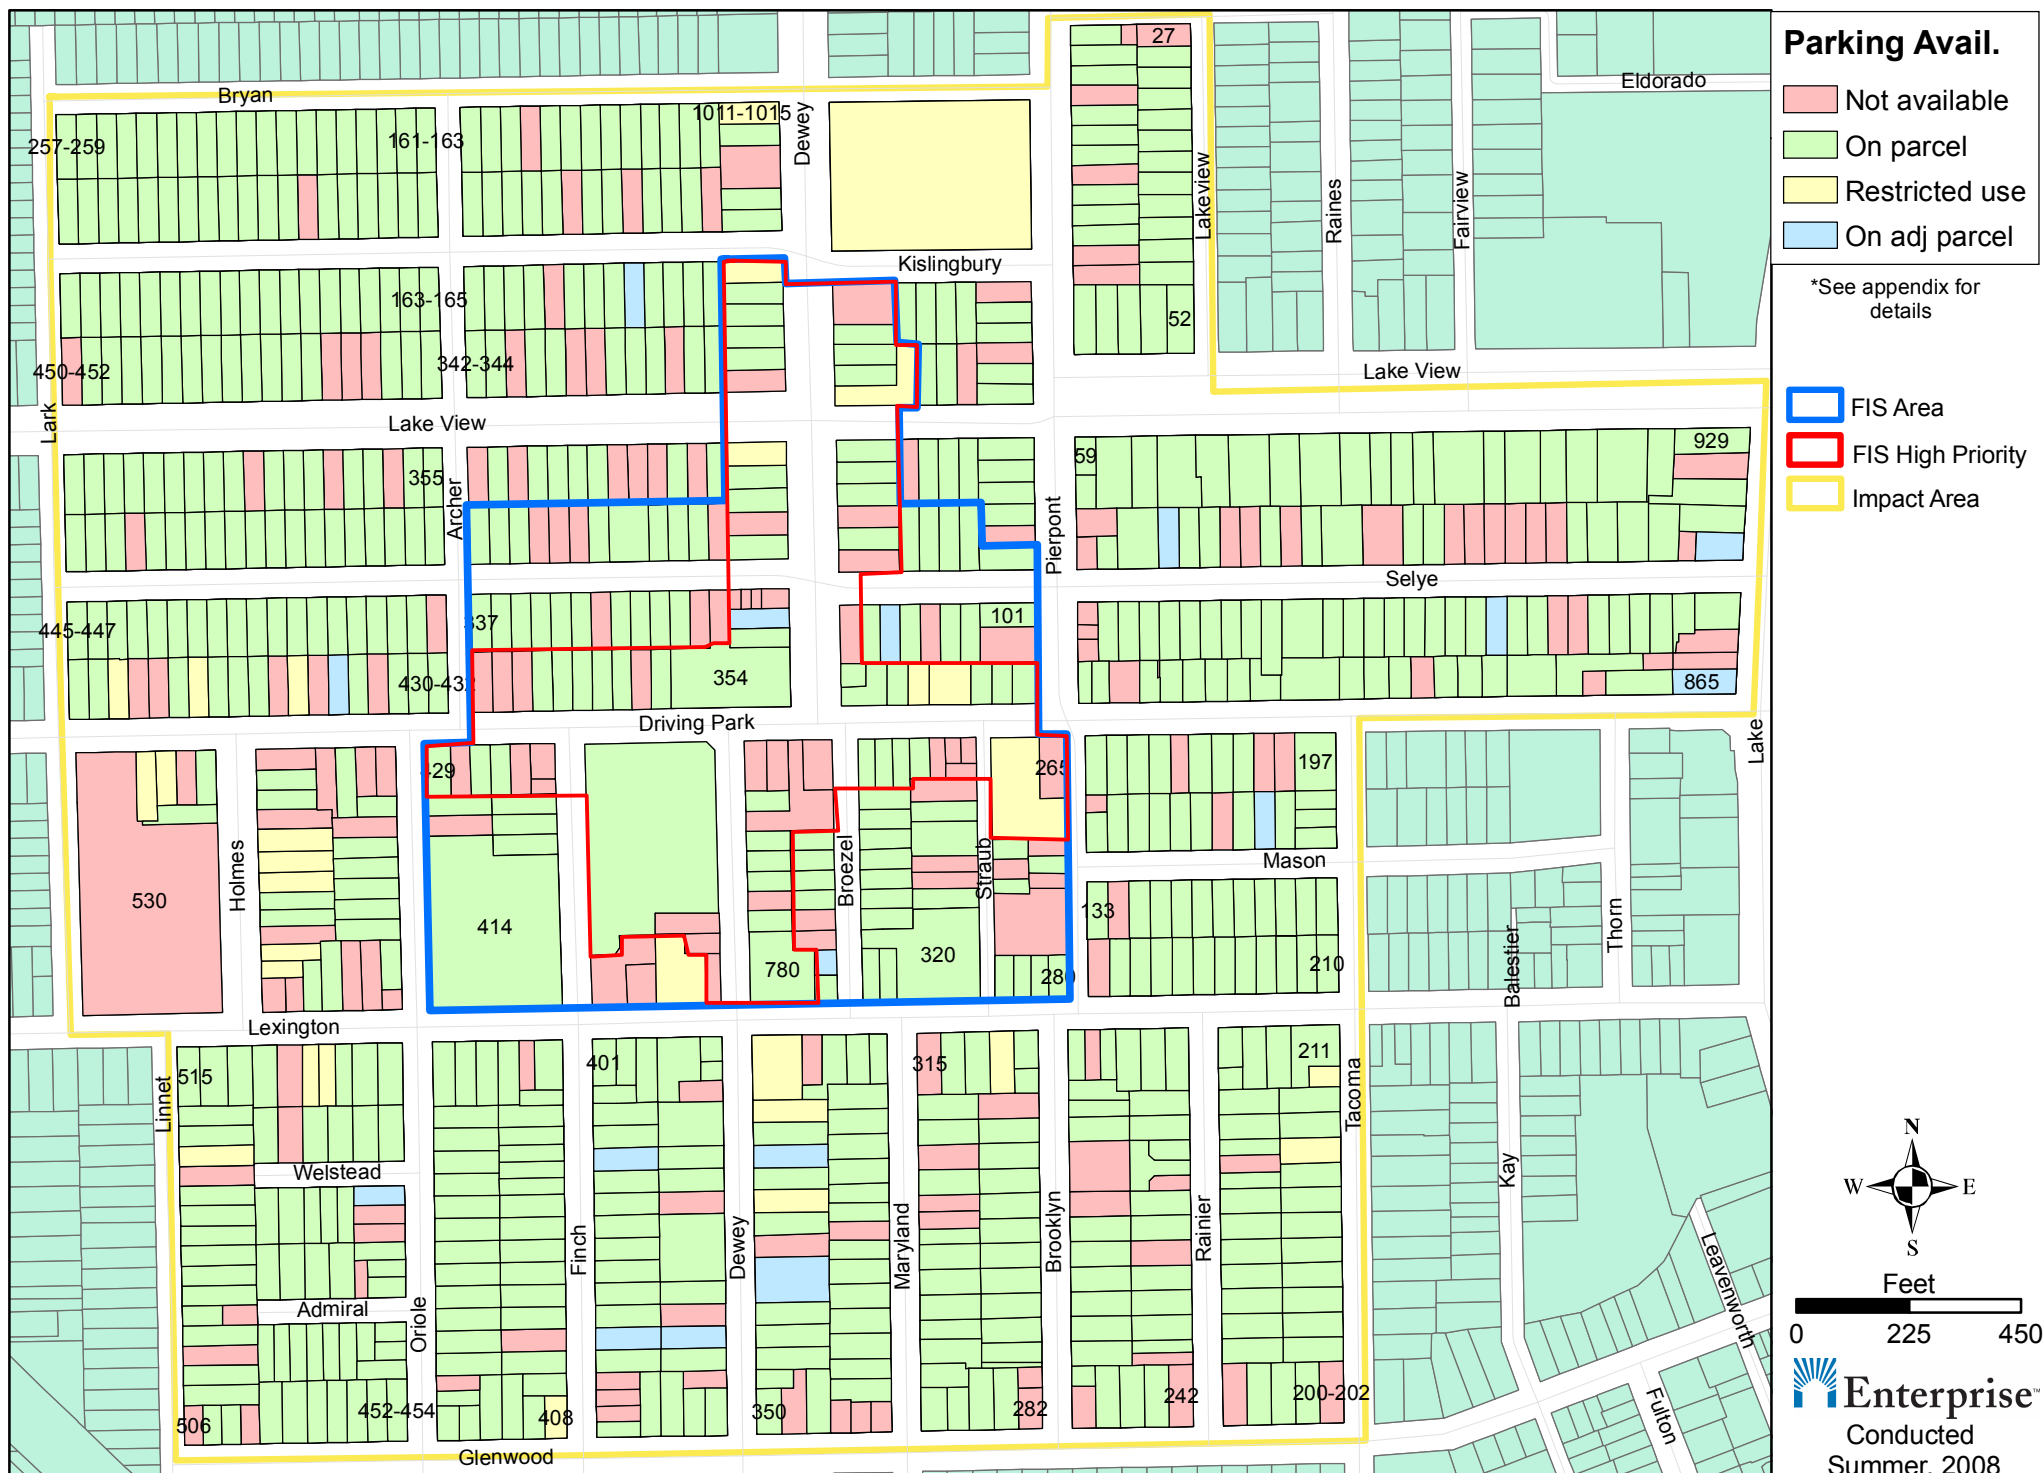 Parking Avail.
Not available
On parcel
Restricted use
On adj parcel
*See appendix for
details
FIS Area
FIS High Priority
Impact Area
27
Bryan
1011-1015
Eldorado
257-259
161-163
Dewey
Lakeview
Raines
Fairview
Kislingbury
163-165
52
450-452
342-344
Lake View
Lark
Lake View
59
929
355
Archer
Pierpont
Selye
445-447
337
101
430-432
354
865
Driving Park
Lake
429
265
197
Holmes
Broezel
Straub
Mason
530
133
414
320
780
280
210
Balestier
Thorn
Lexington
515
401
315
211
Linnet
Tacoma
Welstead
Kay
Finch
Dewey
Maryland
Brooklyn
Rainier
Leavenworth
Admiral
Oriole
506
452-454
408
350
282
242
200-202
Fulton
Glenwood
N
W E
S
Feet
0 225 450
Enterprise™
Conducted
Summer, 2008